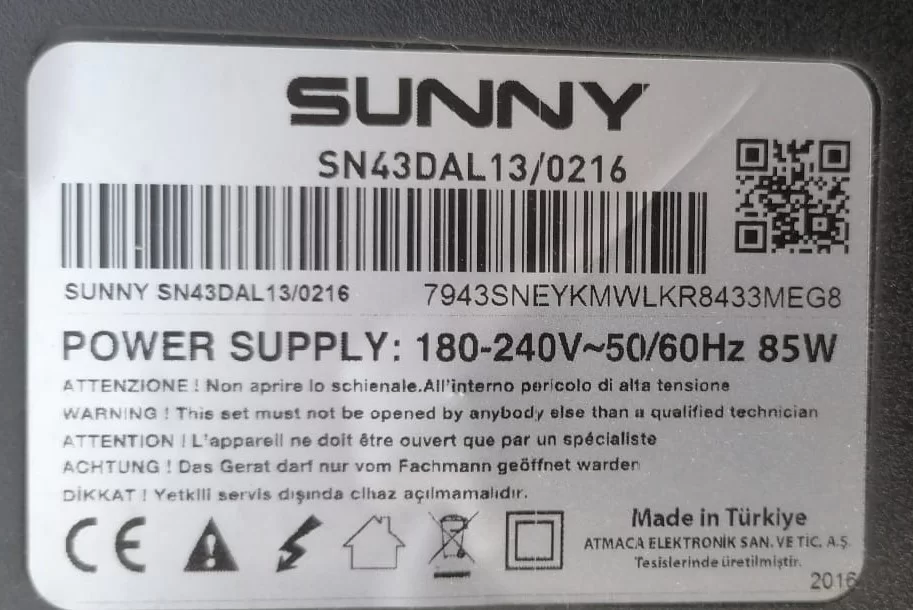 SUNNY
SN43DAL13/0216
SUNNY SN43DAL13/0216 7943SNEYKMWLKR8433MEG8
POWER SUPPLY: 180-240V~50/60Hz 85W
ATTENZIONE ! Non aprire lo schienale.All'interno pericolo di alta tensione
WARNING ! This set must not be opened by anybody else than a qualified technician
ATTENTION ! L'appareil ne doit être ouvert que par un spécialiste
ACHTUNG ! Das Gerat darf nur vom Fachmann geöffnet warden
DİKKAT ! Yetkili servis dışında cihaz açılmamalıdır.
CE
Made in Türkiye
ATMACA ELEKTRONİK SAN. VE TİC. A.Ş.
Tesislerinde üretilmiştir.
2016